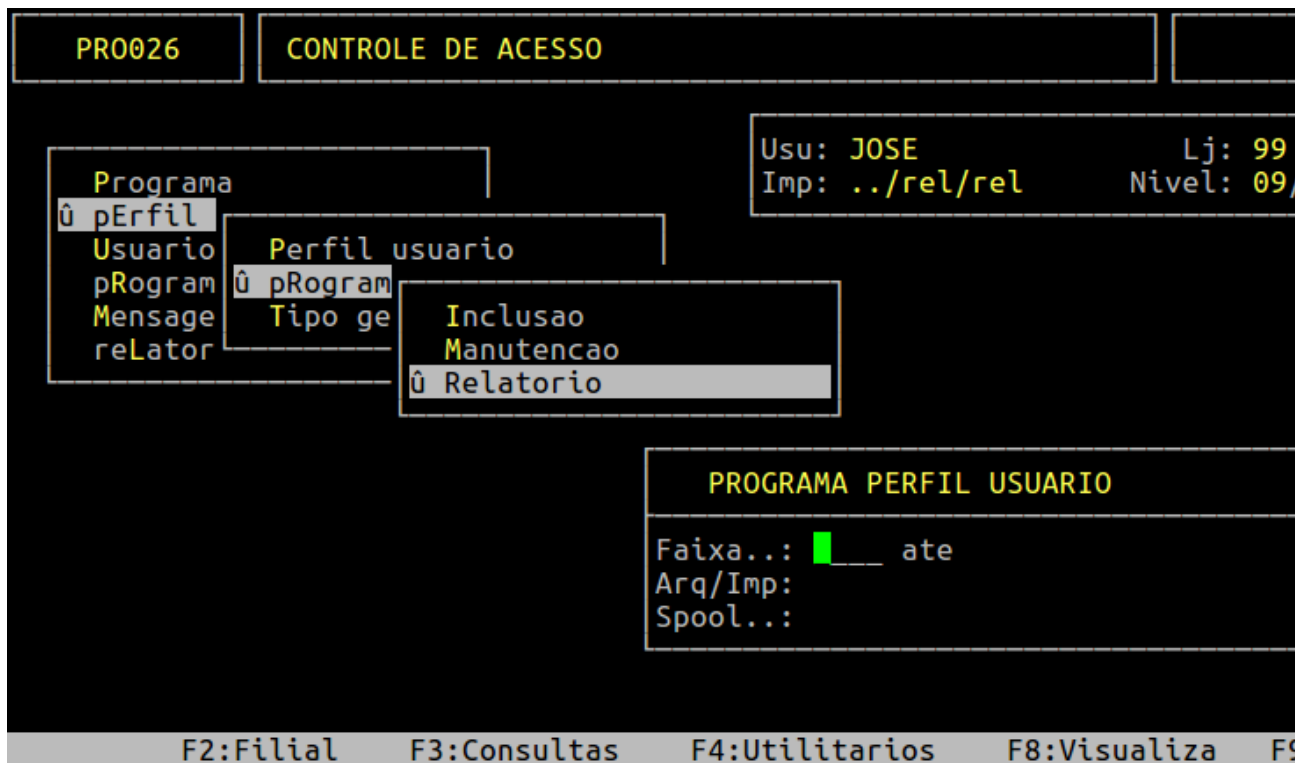 PRO026 CONTROLE DE ACESSO
Usu: JOSE Lj: 99
Imp: ../rel/rel Nivel: 09/
Programa
û pErfil
Usuario
pRogram
Mensage
reLator
Perfil usuario
û pRogram
Tipo ge
Inclusao
Manutencao
û Relatorio
PROGRAMA PERFIL USUARIO
Faixa..: ___ ate
Arq/Imp:
Spool..:
F2:Filial F3:Consultas F4:Utilitarios F8:Visualiza F9